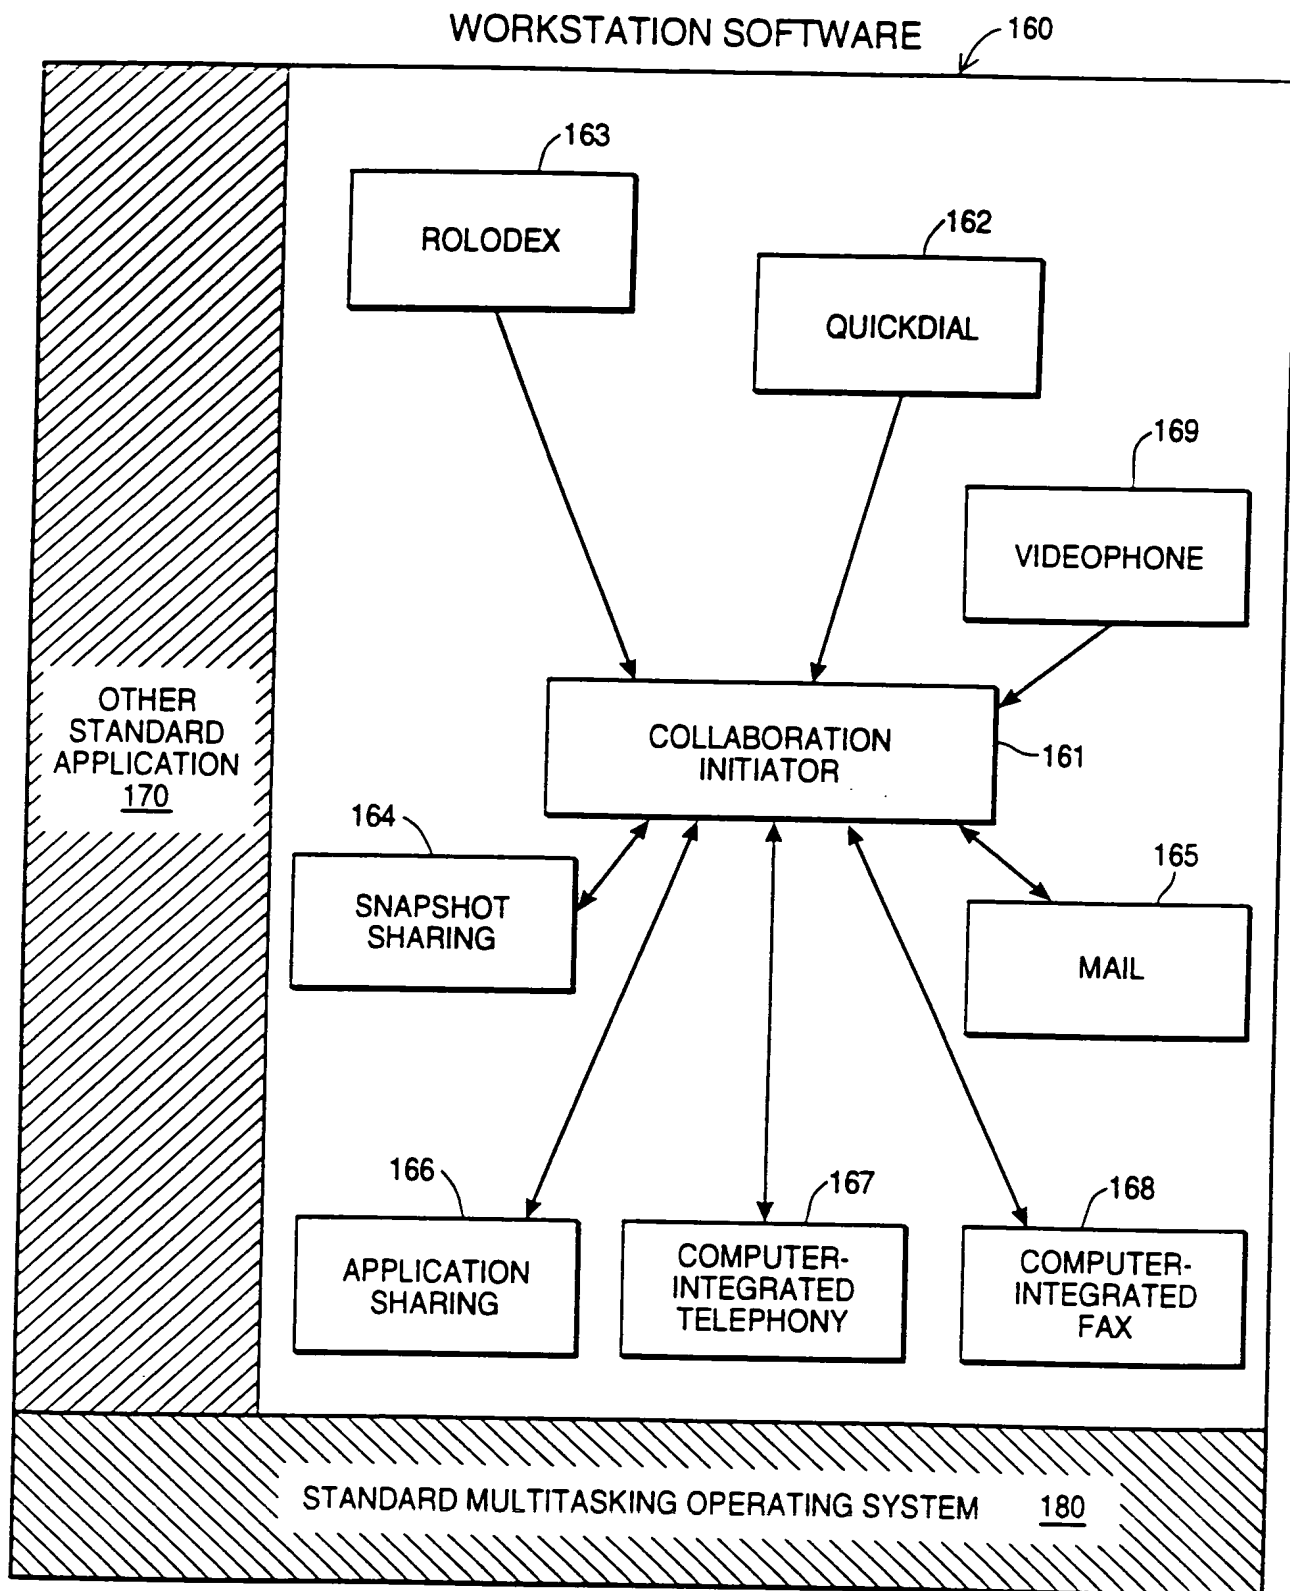 WORKSTATION SOFTWARE
160
163
ROLODEX
162
QUICKDIAL
169
VIDEOPHONE
OTHER
STANDARD
APPLICATION
170
COLLABORATION
INITIATOR
161
164
SNAPSHOT
SHARING
165
MAIL
166
APPLICATION
SHARING
167
COMPUTER-
INTEGRATED
TELEPHONY
168
COMPUTER-
INTEGRATED
FAX
STANDARD MULTITASKING OPERATING SYSTEM 180